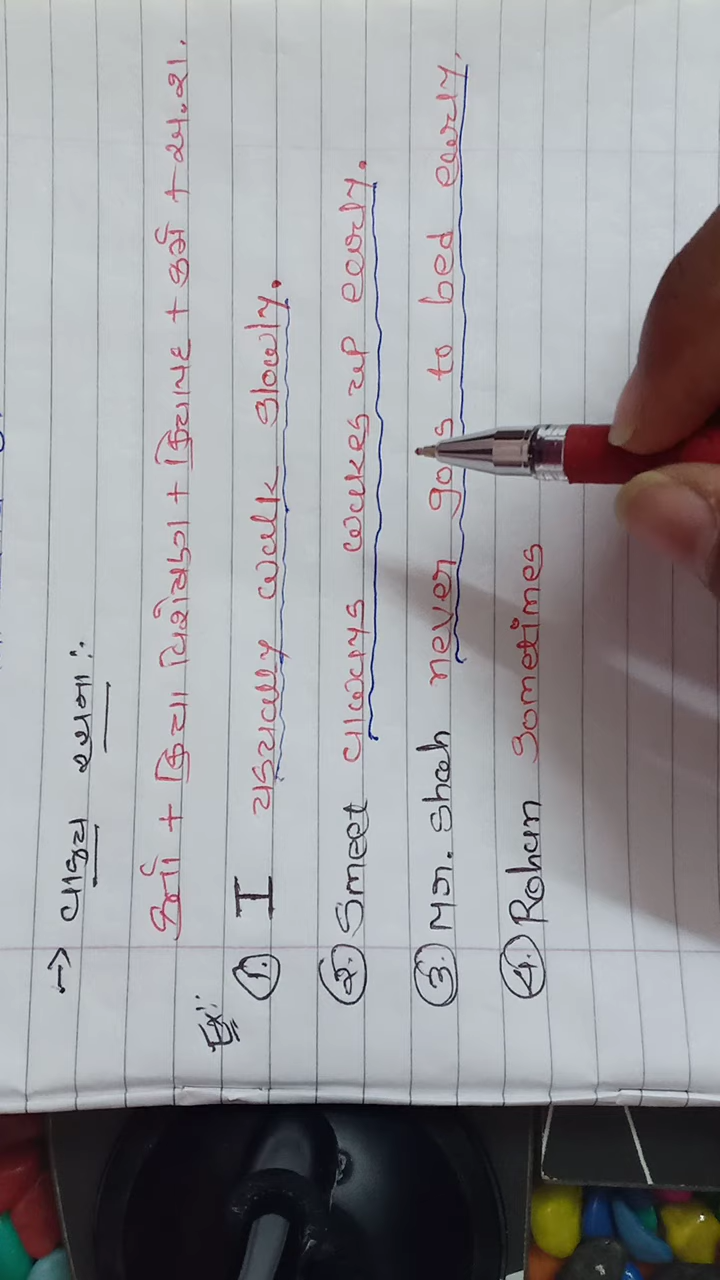 → વાક્ય રચના :
કર્તા + ક્રિયા વિશેષણ + ક્રિયાપદ + કર્મ + અ.શ.
Ex:
1. I usually walk slowly.
2. Smeet always wakes up early.
3. Mr. Shah never goes to bed early.
4. Rohan sometimes